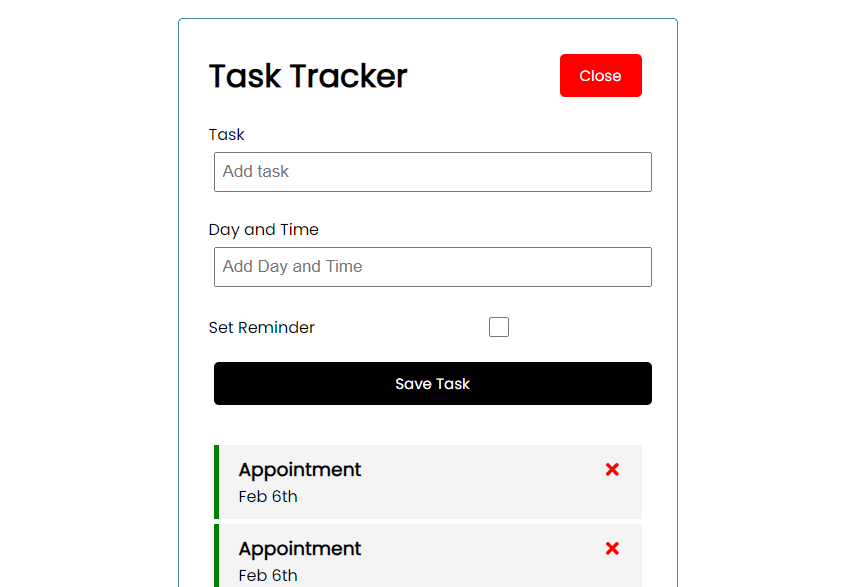 Task Tracker
Close
Task
Add task
Day and Time
Add Day and Time
Set Reminder
Save Task
Appointment
Feb 6th
Appointment
Feb 6th